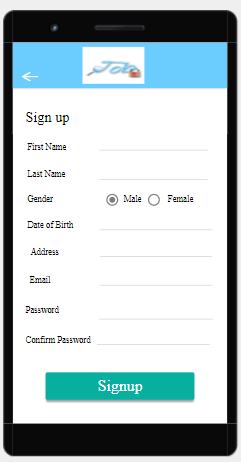 Sign up
First Name
Last Name
Gender Male Female
Date of Birth
Address
Email
Password
Confirm Password
Signup